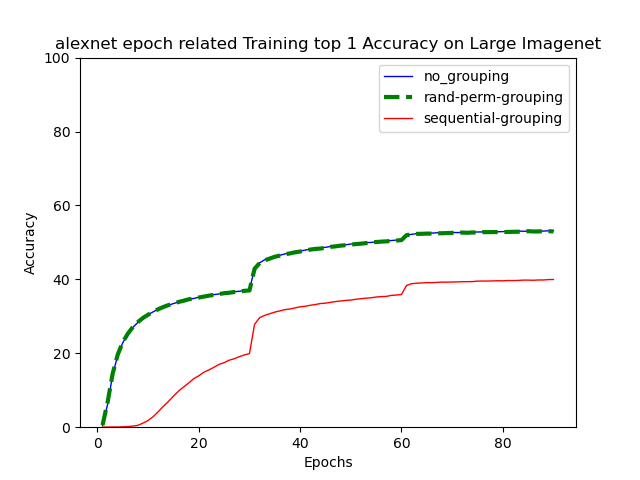 alexnet epoch related Training top 1 Accuracy on Large Imagenet
100
80
60
40
20
0
Accuracy
no_grouping
rand-perm-grouping
sequential-grouping
0 20 40 60 80
Epochs